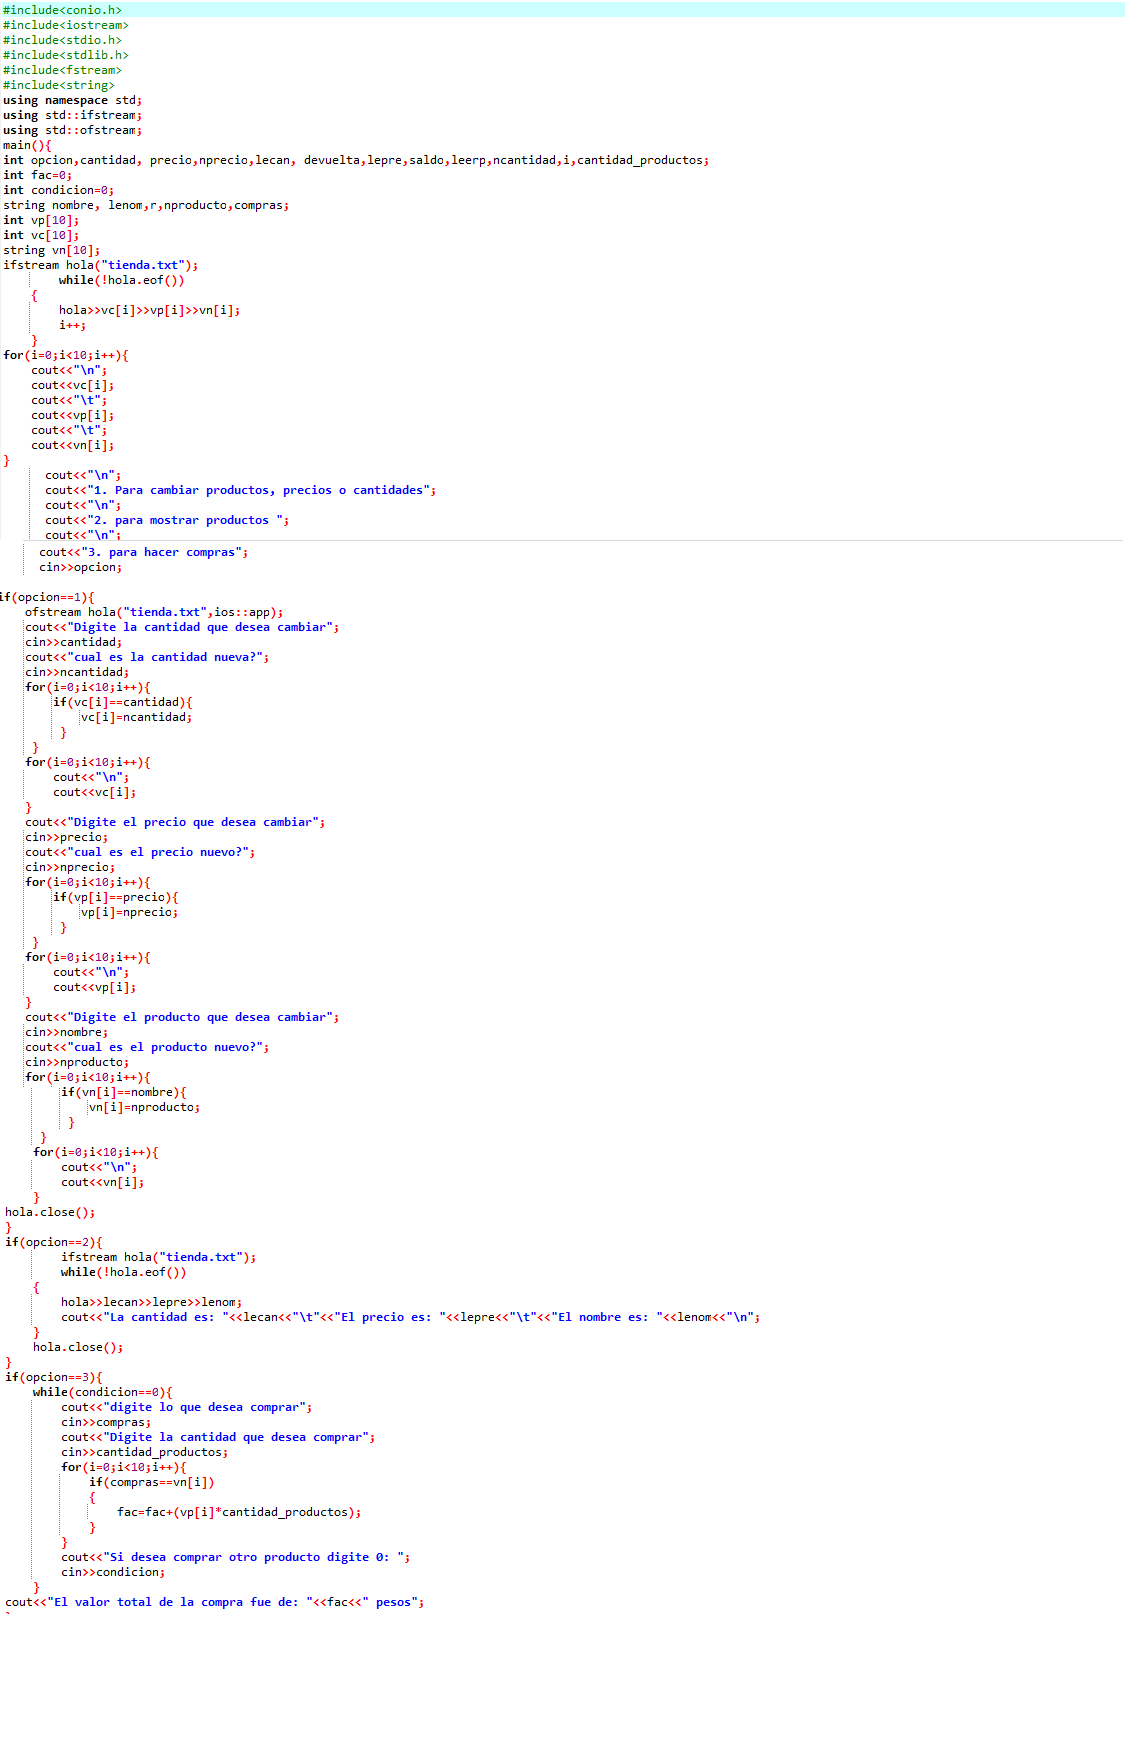 #include<conio.h>
#include<iostream>
#include<stdio.h>
#include<stdlib.h>
#include<fstream>
#include<string>
using namespace std;
using std::ifstream;
using std::ofstream;
main(){
int opcion,cantidad, precio,nprecio,lecan, devuelta,lepre,saldo,leerp,ncantidad,i,cantidad_productos;
int fac=0;
int condicion=0;
string nombre, lenom,r,nproducto,compras;
int vp[10];
int vc[10];
string vn[10];
ifstream hola("tienda.txt");
while(!hola.eof())
{
hola>>vc[i]>>vp[i]>>vn[i];
i++;
}
for(i=0;i<10;i++){
cout<<"\n";
cout<<vc[i];
cout<<"\t";
cout<<vp[i];
cout<<"\t";
cout<<vn[i];
}
cout<<"\n";
cout<<"1. Para cambiar productos, precios o cantidades";
cout<<"\n";
cout<<"2. para mostrar productos ";
cout<<"\n";
cout<<"3. para hacer compras";
cin>>opcion;
if(opcion==1){
ofstream hola("tienda.txt",ios::app);
cout<<"Digite la cantidad que desea cambiar";
cin>>cantidad;
cout<<"cual es la cantidad nueva?";
cin>>ncantidad;
for(i=0;i<10;i++){
if(vc[i]==cantidad){
vc[i]=ncantidad;
}
}
for(i=0;i<10;i++){
cout<<"\n";
cout<<vc[i];
}
cout<<"Digite el precio que desea cambiar";
cin>>precio;
cout<<"cual es el precio nuevo?";
cin>>nprecio;
for(i=0;i<10;i++){
if(vp[i]==precio){
vp[i]=nprecio;
}
}
for(i=0;i<10;i++){
cout<<"\n";
cout<<vp[i];
}
cout<<"Digite el producto que desea cambiar";
cin>>nombre;
cout<<"cual es el producto nuevo?";
cin>>nproducto;
for(i=0;i<10;i++){
if(vn[i]==nombre){
vn[i]=nproducto;
}
}
for(i=0;i<10;i++){
cout<<"\n";
cout<<vn[i];
}
hola.close();
}
if(opcion==2){
ifstream hola("tienda.txt");
while(!hola.eof())
{
hola>>lecan>>lepre>>lenom;
cout<<"La cantidad es: "<<lecan<<"\t"<<"El precio es: "<<lepre<<"\t"<<"El nombre es: "<<lenom<<"\n";
}
hola.close();
}
if(opcion==3){
while(condicion==0){
cout<<"digite lo que desea comprar";
cin>>compras;
cout<<"Digite la cantidad que desea comprar";
cin>>cantidad_productos;
for(i=0;i<10;i++){
if(compras==vn[i])
{
fac=fac+(vp[i]*cantidad_productos);
}
}
cout<<"Si desea comprar otro producto digite 0: ";
cin>>condicion;
}
cout<<"El valor total de la compra fue de: "<<fac<<" pesos";